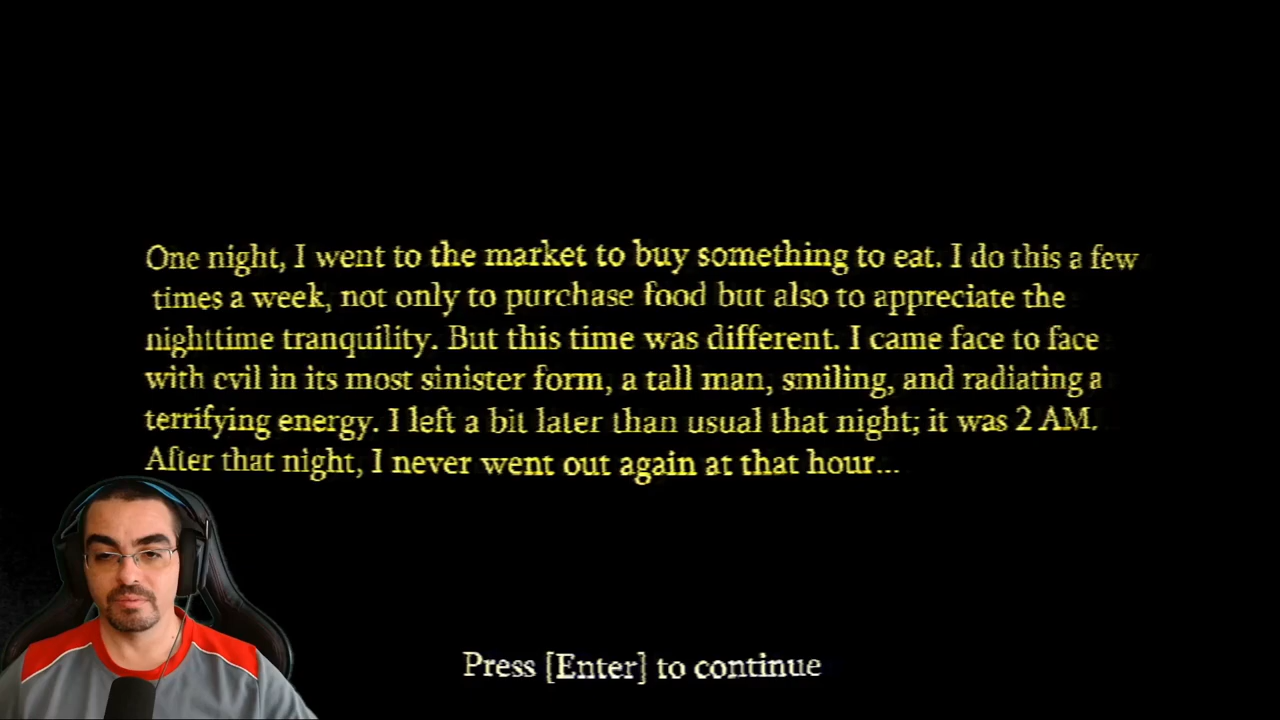 One night, I went to the market to buy something to eat. I do this a few
times a week, not only to purchase food but also to appreciate the
nighttime tranquility. But this time was different. I came face to face
with evil in its most sinister form, a tall man, smiling, and radiating a
terrifying energy. I left a bit later than usual that night; it was 2 AM.
After that night, I never went out again at that hour...
Press [Enter] to continue